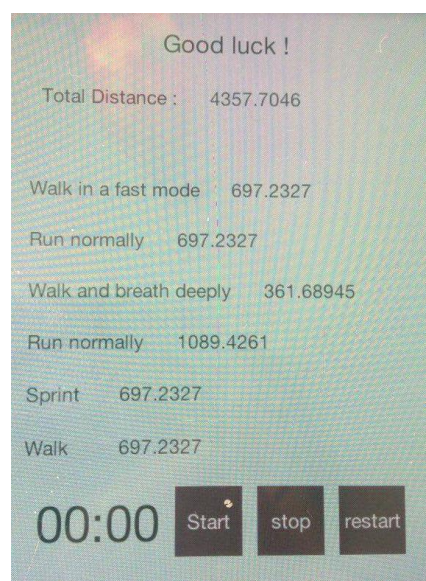 Good luck !
Total Distance : 4357.7046
Walk in a fast mode 697.2327
Run normally 697.2327
Walk and breath deeply 361.68945
Run normally 1089.4261
Sprint 697.2327
Walk 697.2327
00:00 Start stop restart